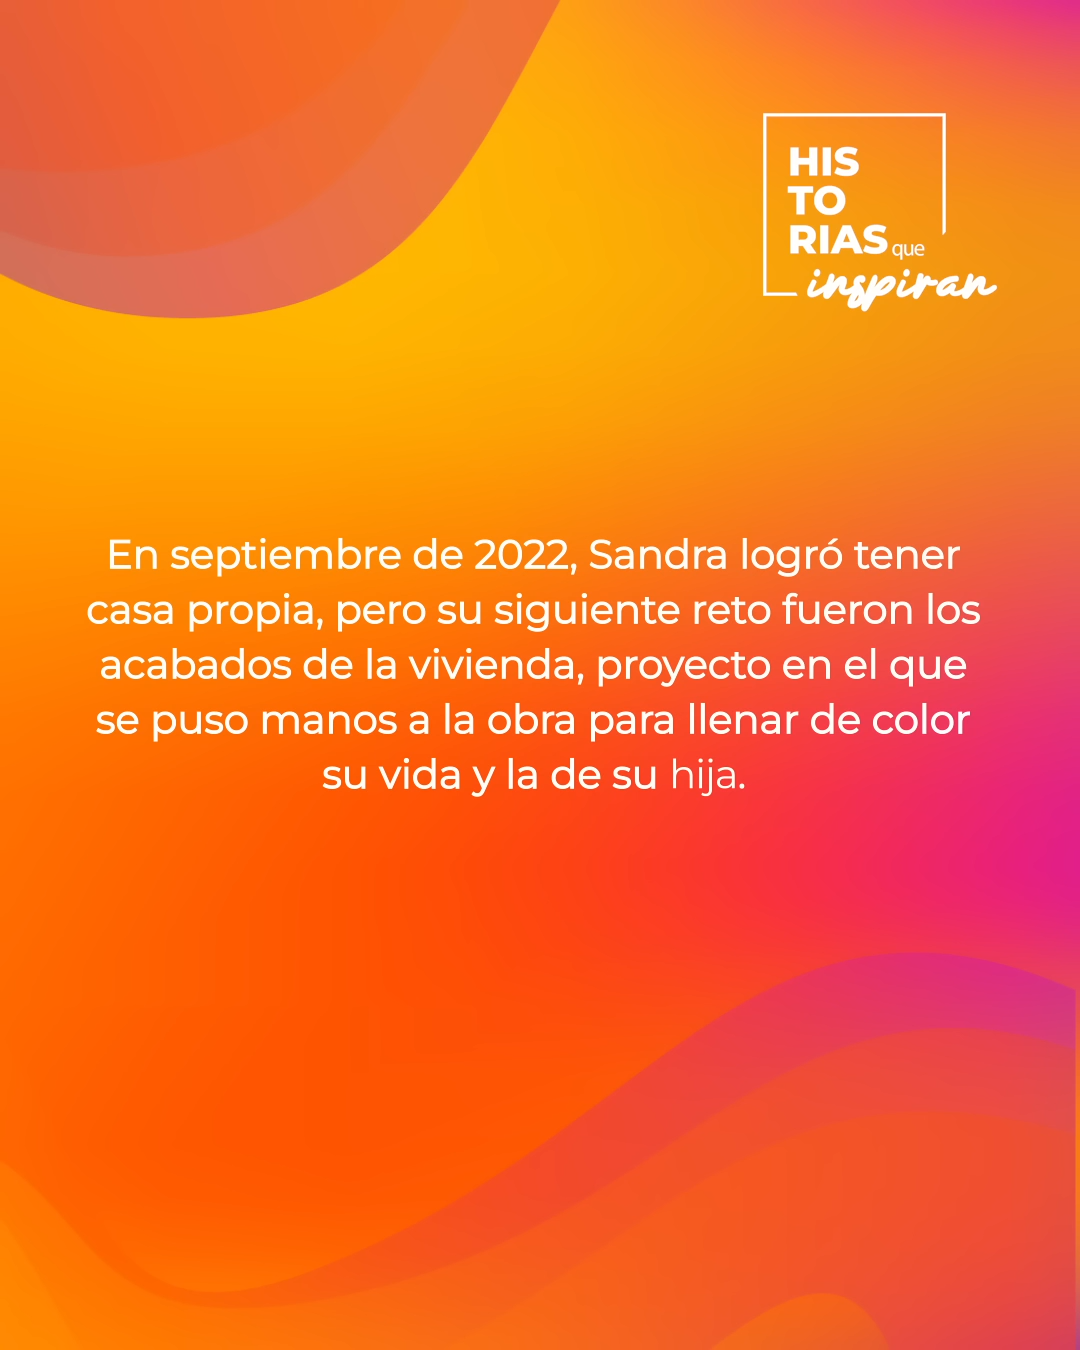 HIS
TO
RIAS que
inspiran
En septiembre de 2022, Sandra logró tener
casa propia, pero su siguiente reto fueron los
acabados de la vivienda, proyecto en el que
se puso manos a la obra para llenar de color
su vida y la de su hija.